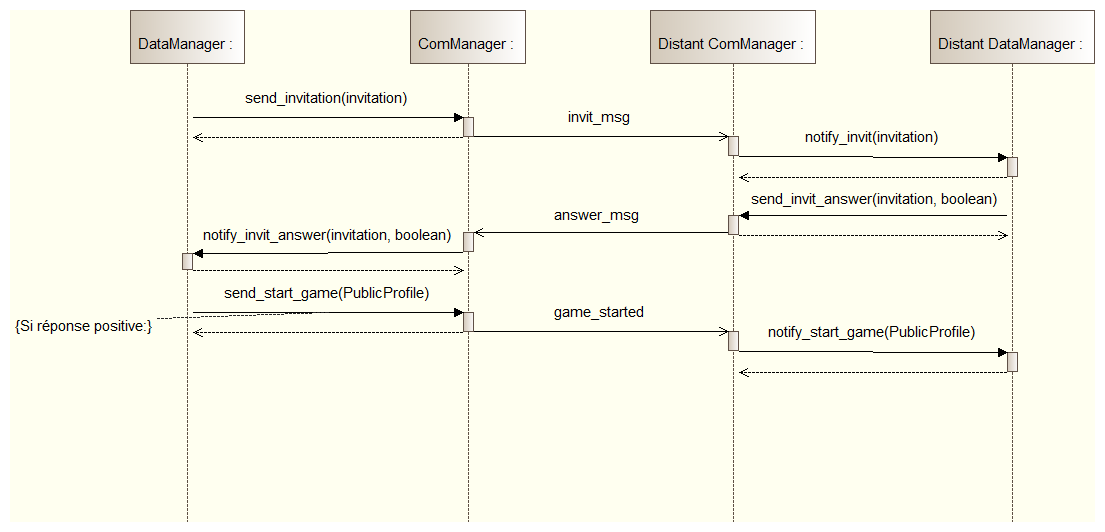 DataManager :
ComManager :
Distant ComManager :
Distant DataManager :
send_invitation(invitation)
invit_msg
notify_invit(invitation)
send_invit_answer(invitation, boolean)
answer_msg
notify_invit_answer(invitation, boolean)
send_start_game(PublicProfile)
{Si réponse positive:}
game_started
notify_start_game(PublicProfile)